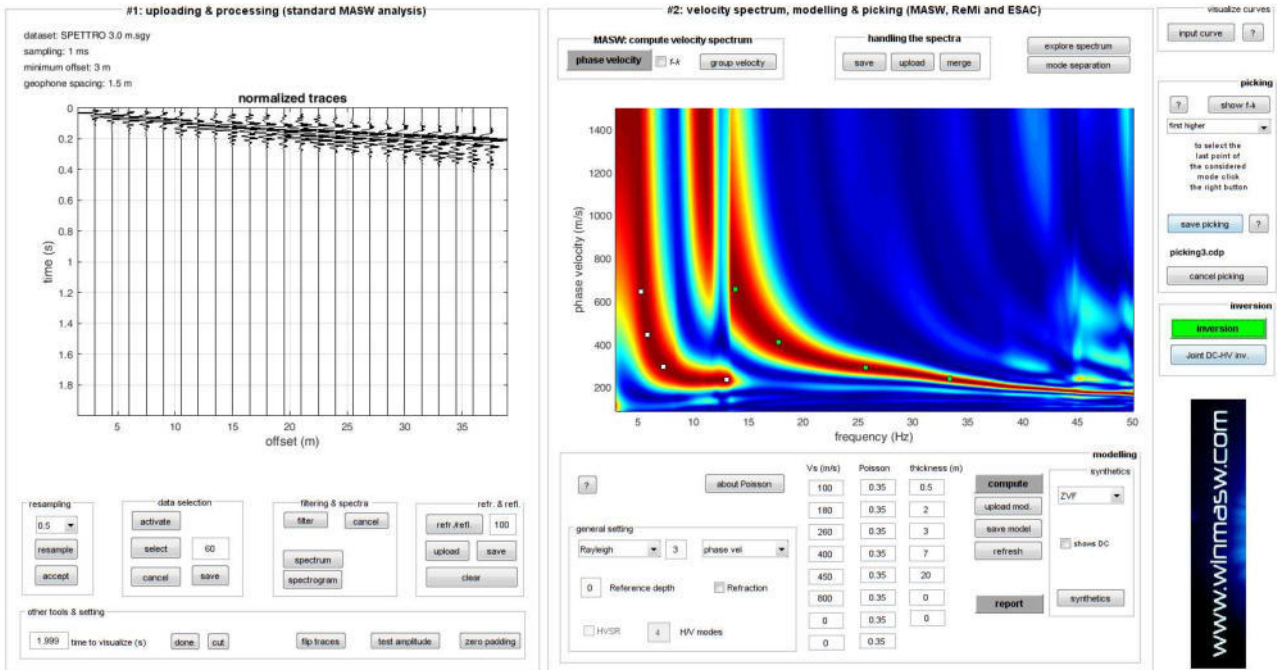 #1: uploading & processing (standard MASW analysis)
dataset: SPETTRO 3.0 m.sgy
sampling: 1 ms
minimum offset: 3 m
geophone spacing: 1.5 m
normalized traces
0
0.2
0.4
0.6
0.8
1
1.2
1.4
1.6
1.8
time (s)
5 10 15 20 25 30 35
offset (m)
resampling
0.5
resample
accept
data selection
activate
select 60
cancel save
filtering & spectra
filter cancel
spectrum
spectrogram
refr. & refl.
refr./refl. 100
upload save
clear
other tools & setting
1.999 time to visualize (s) done cut flip traces test amplitude zero padding
#2: velocity spectrum, modelling & picking (MASW, ReMi and ESAC)
MASW: compute velocity spectrum
phase velocity f-k group velocity
handling the spectra
save upload merge
explore spectrum
mode separation
1400
1200
1000
800
600
400
200
phase velocity (m/s)
5 10 15 20 25 30 35 40 45 50
frequency (Hz)
modelling
? about Poisson
general setting
Rayleigh 3 phase vel
0 Reference depth Refraction
HVSR 4 H/V modes
Vs (m/s) Poisson thickness (m)
100 0.35 0.5
180 0.35 2
260 0.35 3
400 0.35 7
450 0.35 20
800 0.35 0
0 0.35 0
0 0.35
compute
upload mod.
save model
refresh
report
synthetics
ZVF
shows DC
synthetics
visualize curves
input curve ?
picking
? show f-k
first higher
to select the
last point of
the considered
mode click
the right button
save picking ?
picking3.cdp
cancel picking
inversion
inversion
Joint DC-HV inv.
www.winmasw.com